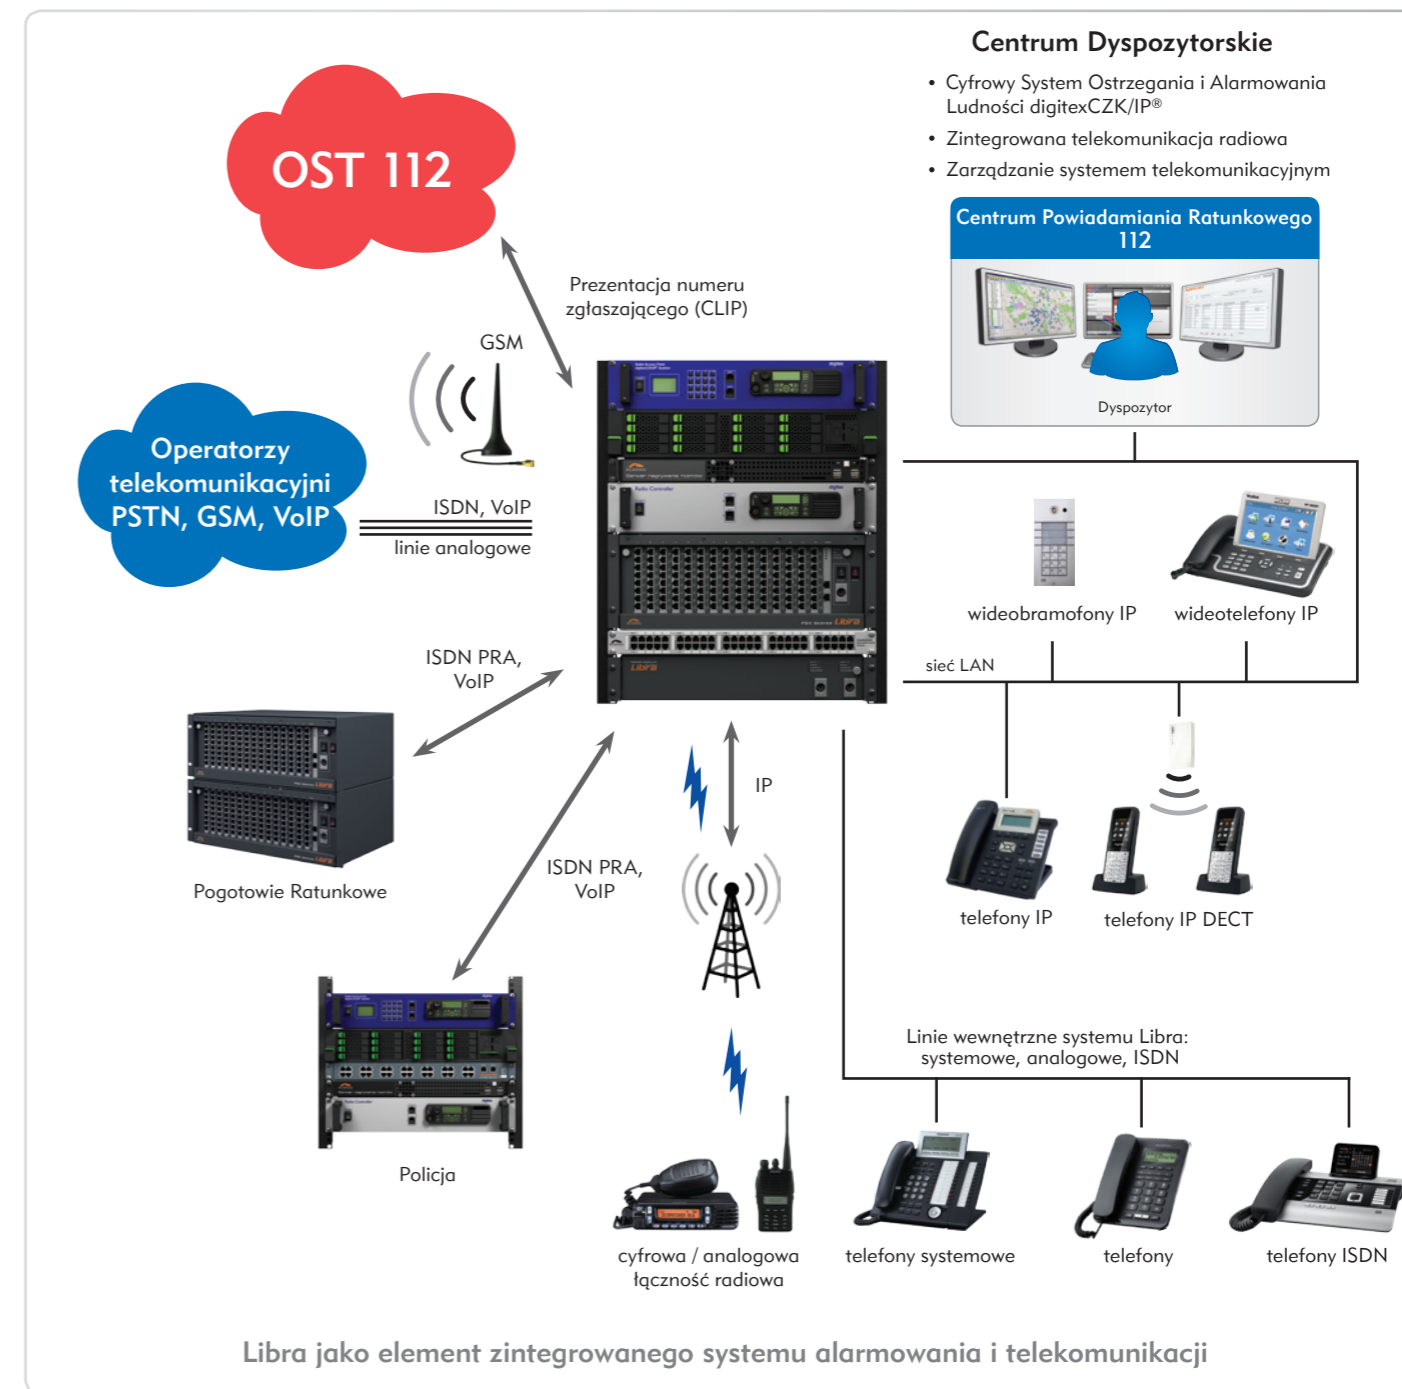 Centrum Dyspozytorskie
• Cyfrowy System Ostrzegania i Alarmowania
Ludności digitexCZK/IP®
• Zintegrowana telekomunikacja radiowa
• Zarządzanie systemem telekomunikacyjnym
OST 112
Centrum Powiadamiania Ratunkowego
112
Dyspozytor
Prezentacja numeru
zgłaszającego (CLIP)
GSM
Operatorzy
telekomunikacyjni
PSTN, GSM, VoIP
ISDN, VoIP
linie analogowe
Radio Controller
Libra
Libra
wideobramofony IP
wideotelefony IP
sieć LAN
ISDN PRA,
VoIP
Pogotowie Ratunkowe
IP
ISDN PRA,
VoIP
telefony IP
telefony IP DECT
Policja
Linie wewnętrzne systemu Libra:
systemowe, analogowe, ISDN
cyfrowa / analogowa
łączność radiowa
telefony systemowe
telefony
telefony ISDN
Libra jako element zintegrowanego systemu alarmowania i telekomunikacji